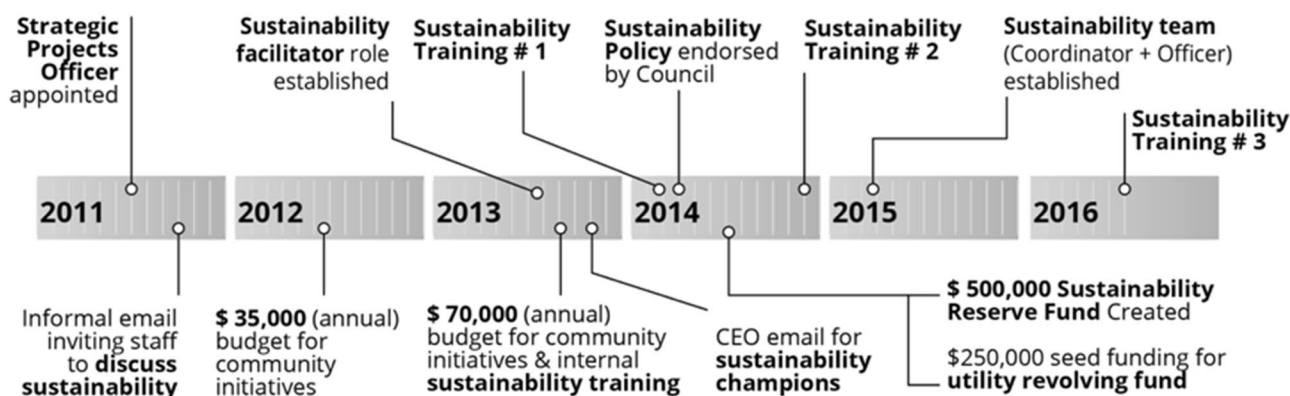 Strategic
Projects
Officer
appointed
Sustainability
facilitator role
established
Sustainability
Training # 1
Sustainability
Policy endorsed
by Council
Sustainability
Training # 2
Sustainability team
(Coordinator + Officer)
established
Sustainability
Training # 3
2011
2012
2013
2014
2015
2016
Informal email
inviting staff
to discuss
sustainability
$ 35,000 (annual)
budget for
community
initiatives
$ 70,000 (annual)
budget for community
initiatives & internal
sustainability training
CEO email for
sustainability
champions
$ 500,000 Sustainability
Reserve Fund Created
$250,000 seed funding for
utility revolving fund